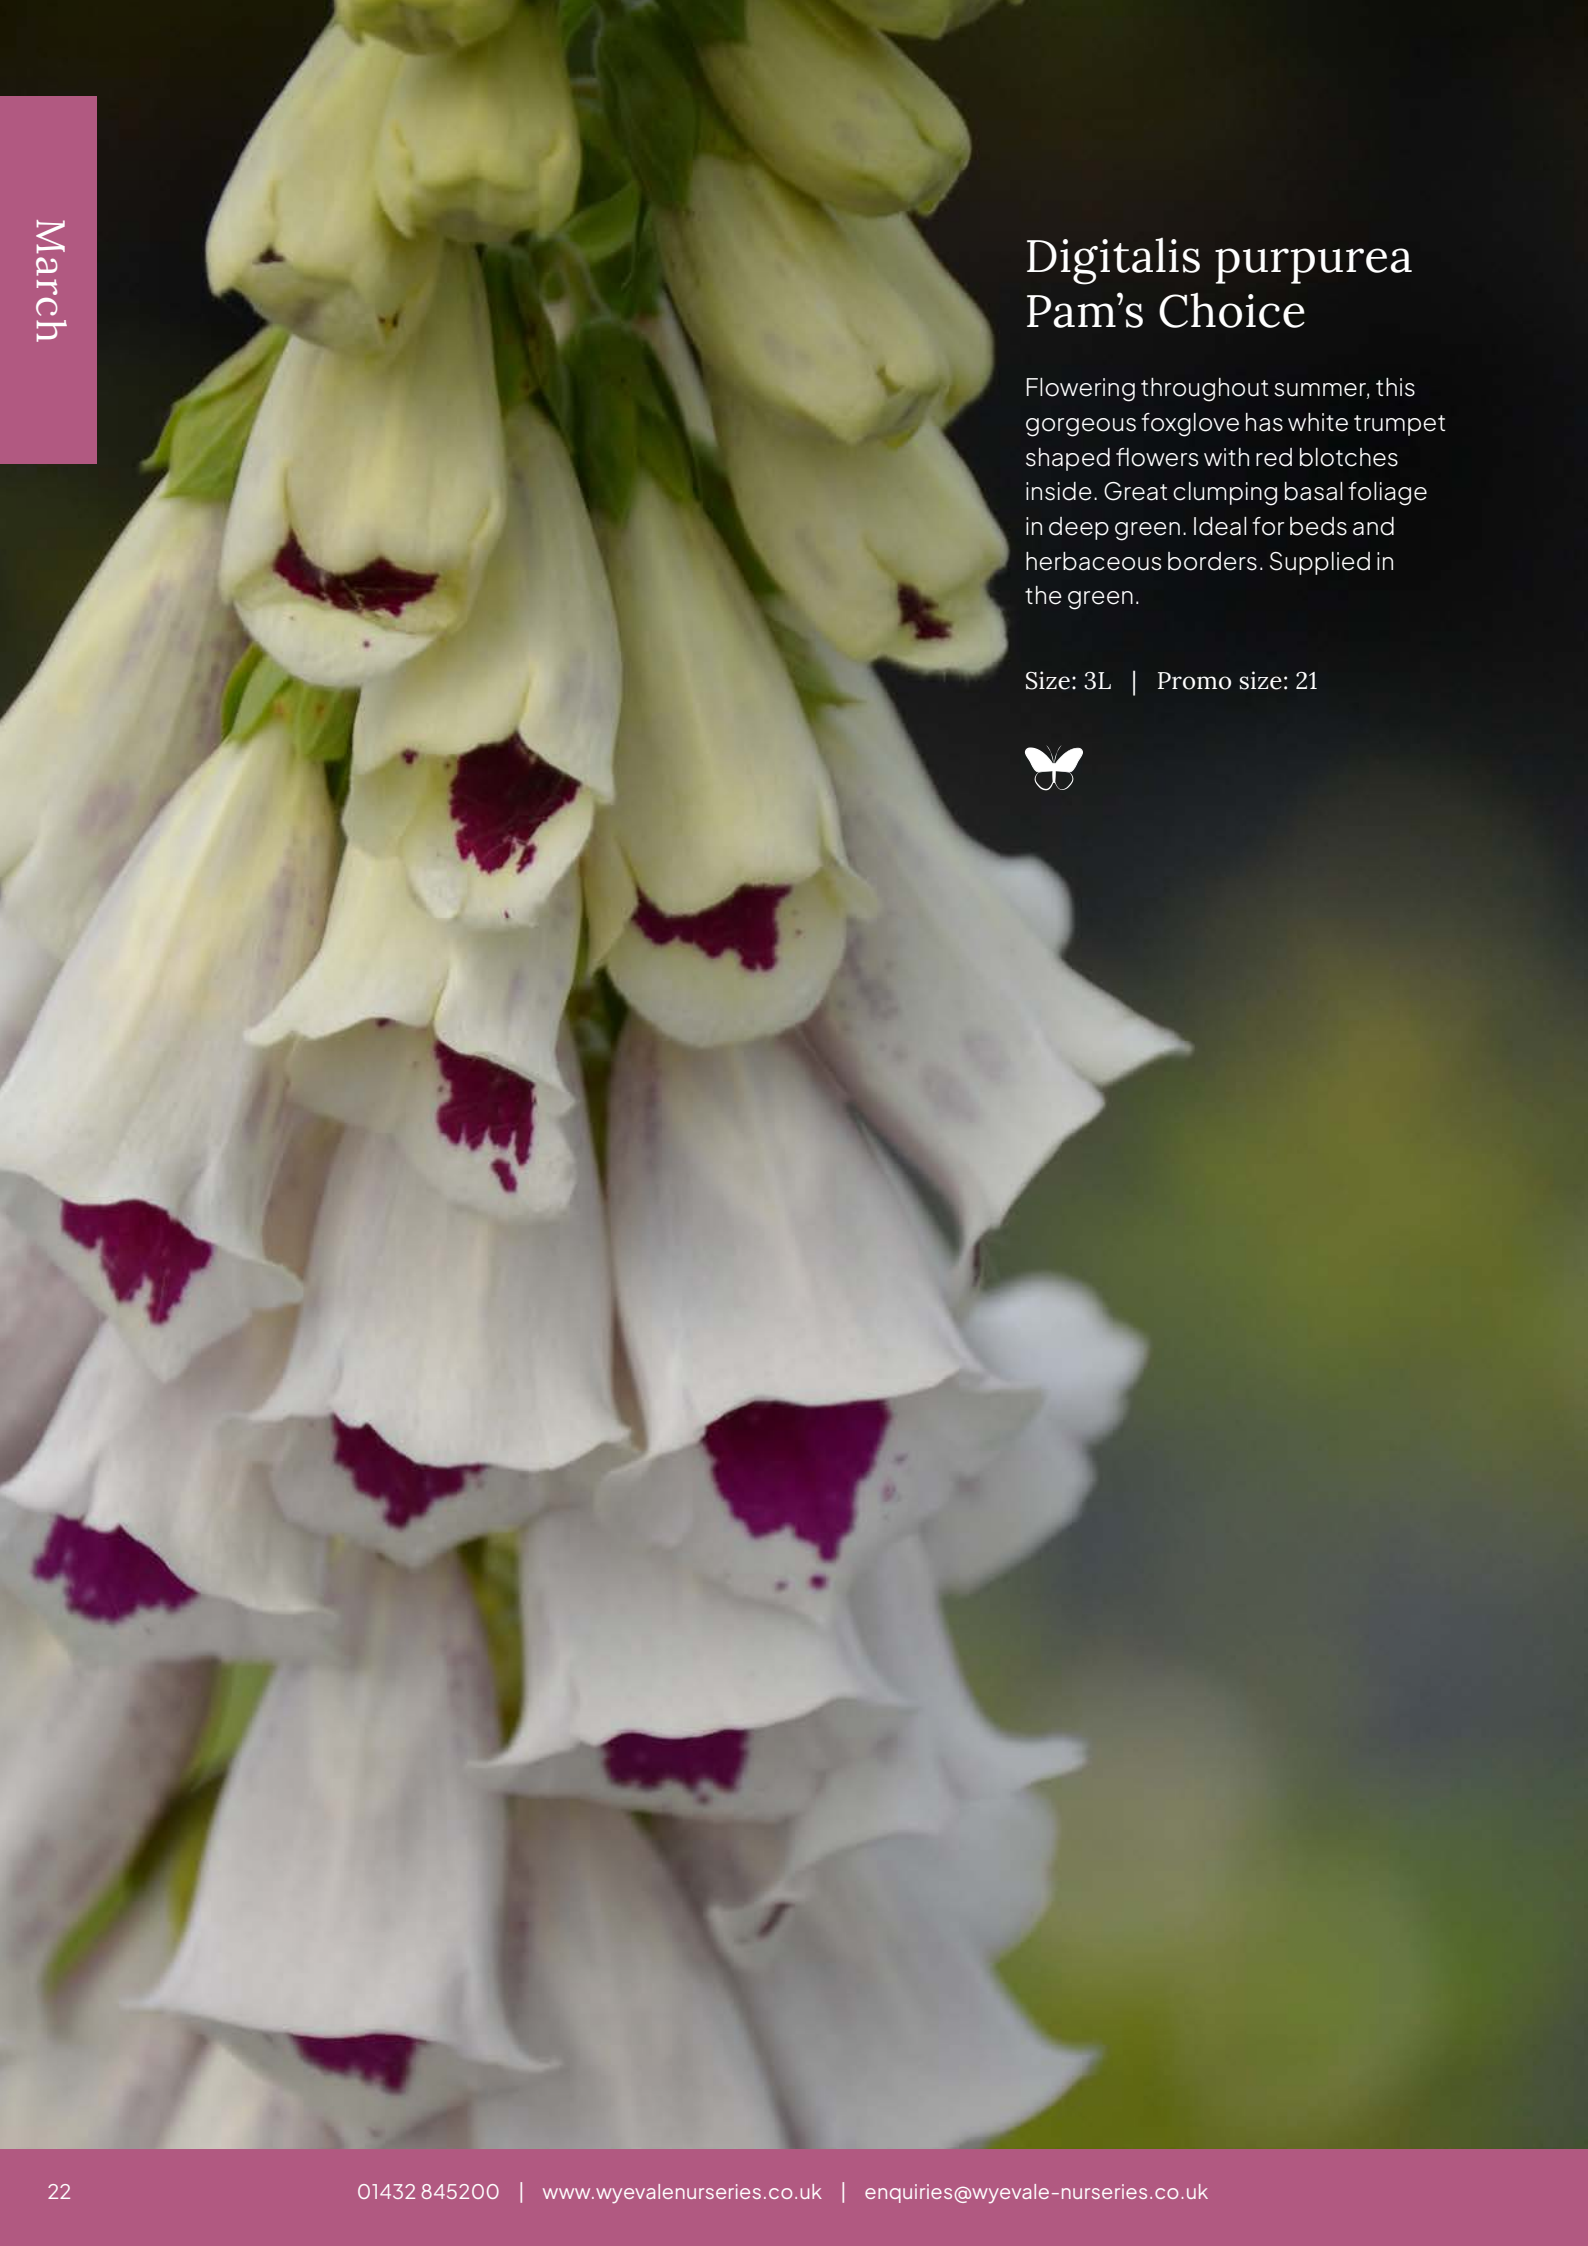 March
Digitalis purpurea
Pam’s Choice
Flowering throughout summer, this
gorgeous foxglove has white trumpet
shaped flowers with red blotches
inside. Great clumping basal foliage
in deep green. Ideal for beds and
herbaceous borders. Supplied in
the green.
Size: 3L | Promo size: 21
22
01432 845200 | www.wyevalenurseries.co.uk | enquiries@wyevale-nurseries.co.uk